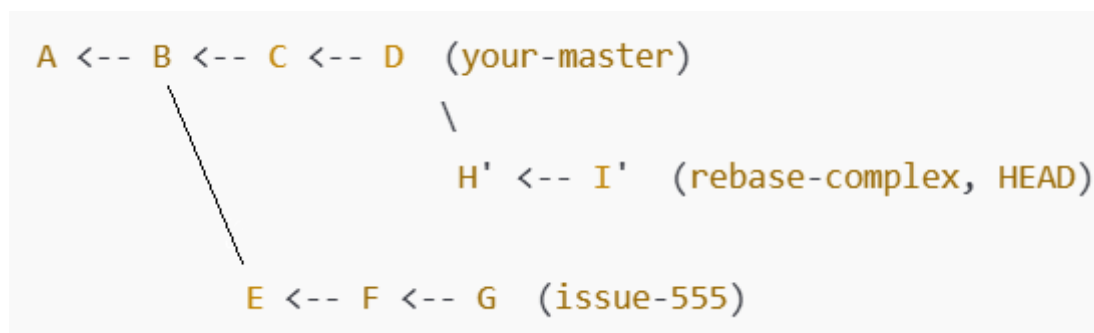 A <-- B <-- C <-- D (your-master)
\
H' <-- I' (rebase-complex, HEAD)
E <-- F <-- G (issue-555)